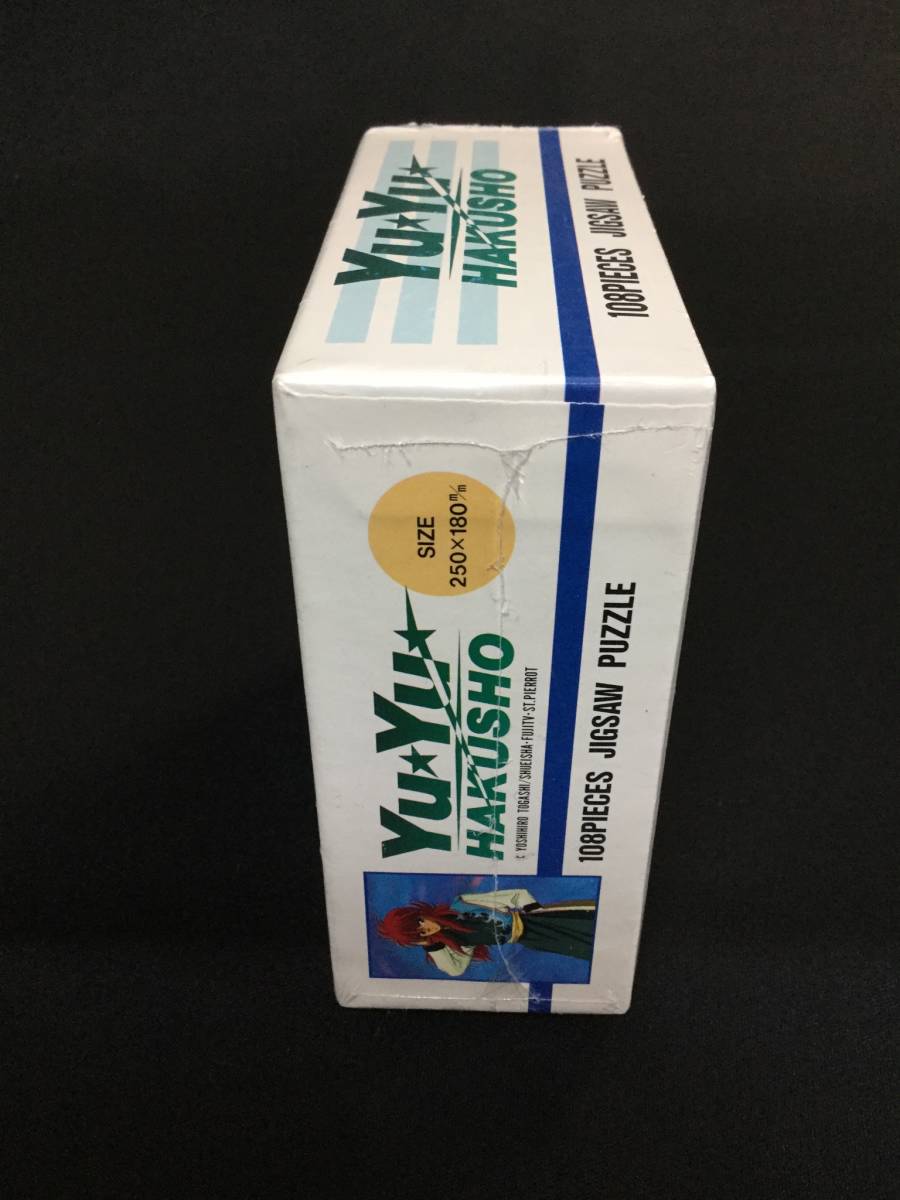 Yu★Yu★
HAKUSHO
108PIECES JIGSAW PUZZLE
SIZE
250×180m/m
Yu★Yu★
HAKUSHO
© YOSHIHIRO TOGASHI/SHUEISHA・FUJITV・ST.PIERROT
108PIECES JIGSAW PUZZLE